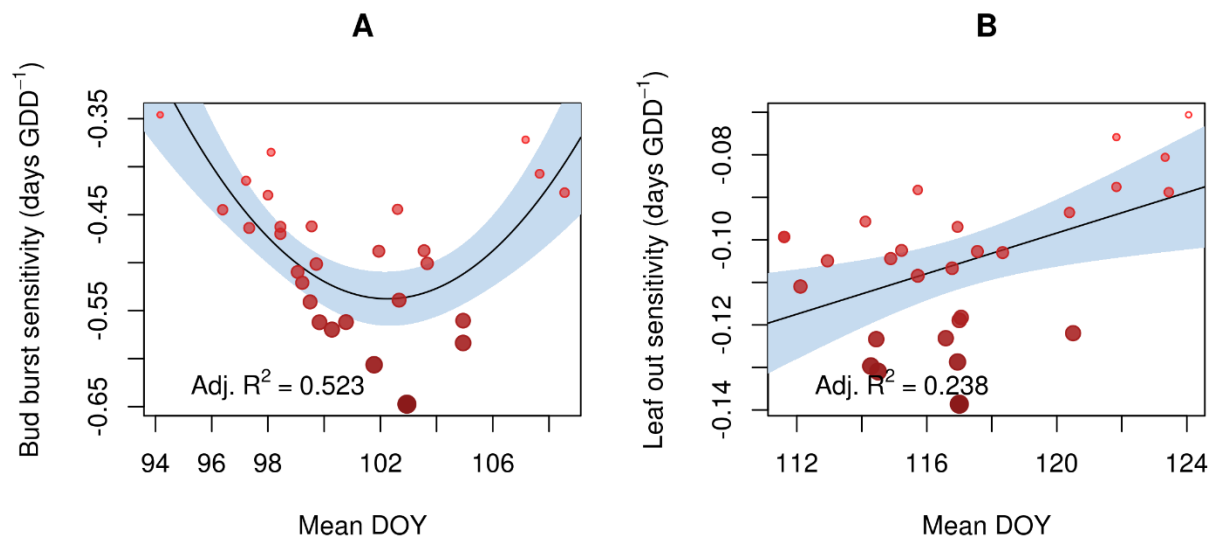 A
B
Bud burst sensitivity (days GDD⁻¹)
-0.35
-0.45
-0.55
-0.65
Adj. R² = 0.523
94 96 98 102 106
Mean DOY
Leaf out sensitivity (days GDD⁻¹)
-0.08
-0.10
-0.12
-0.14
Adj. R² = 0.238
112 116 120 124
Mean DOY